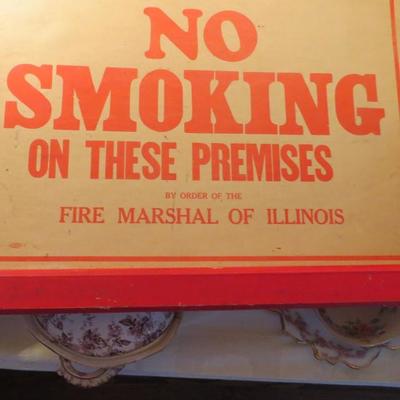 NO
SMOKING
ON THESE PREMISES
BY ORDER OF THE
FIRE MARSHAL OF ILLINOIS